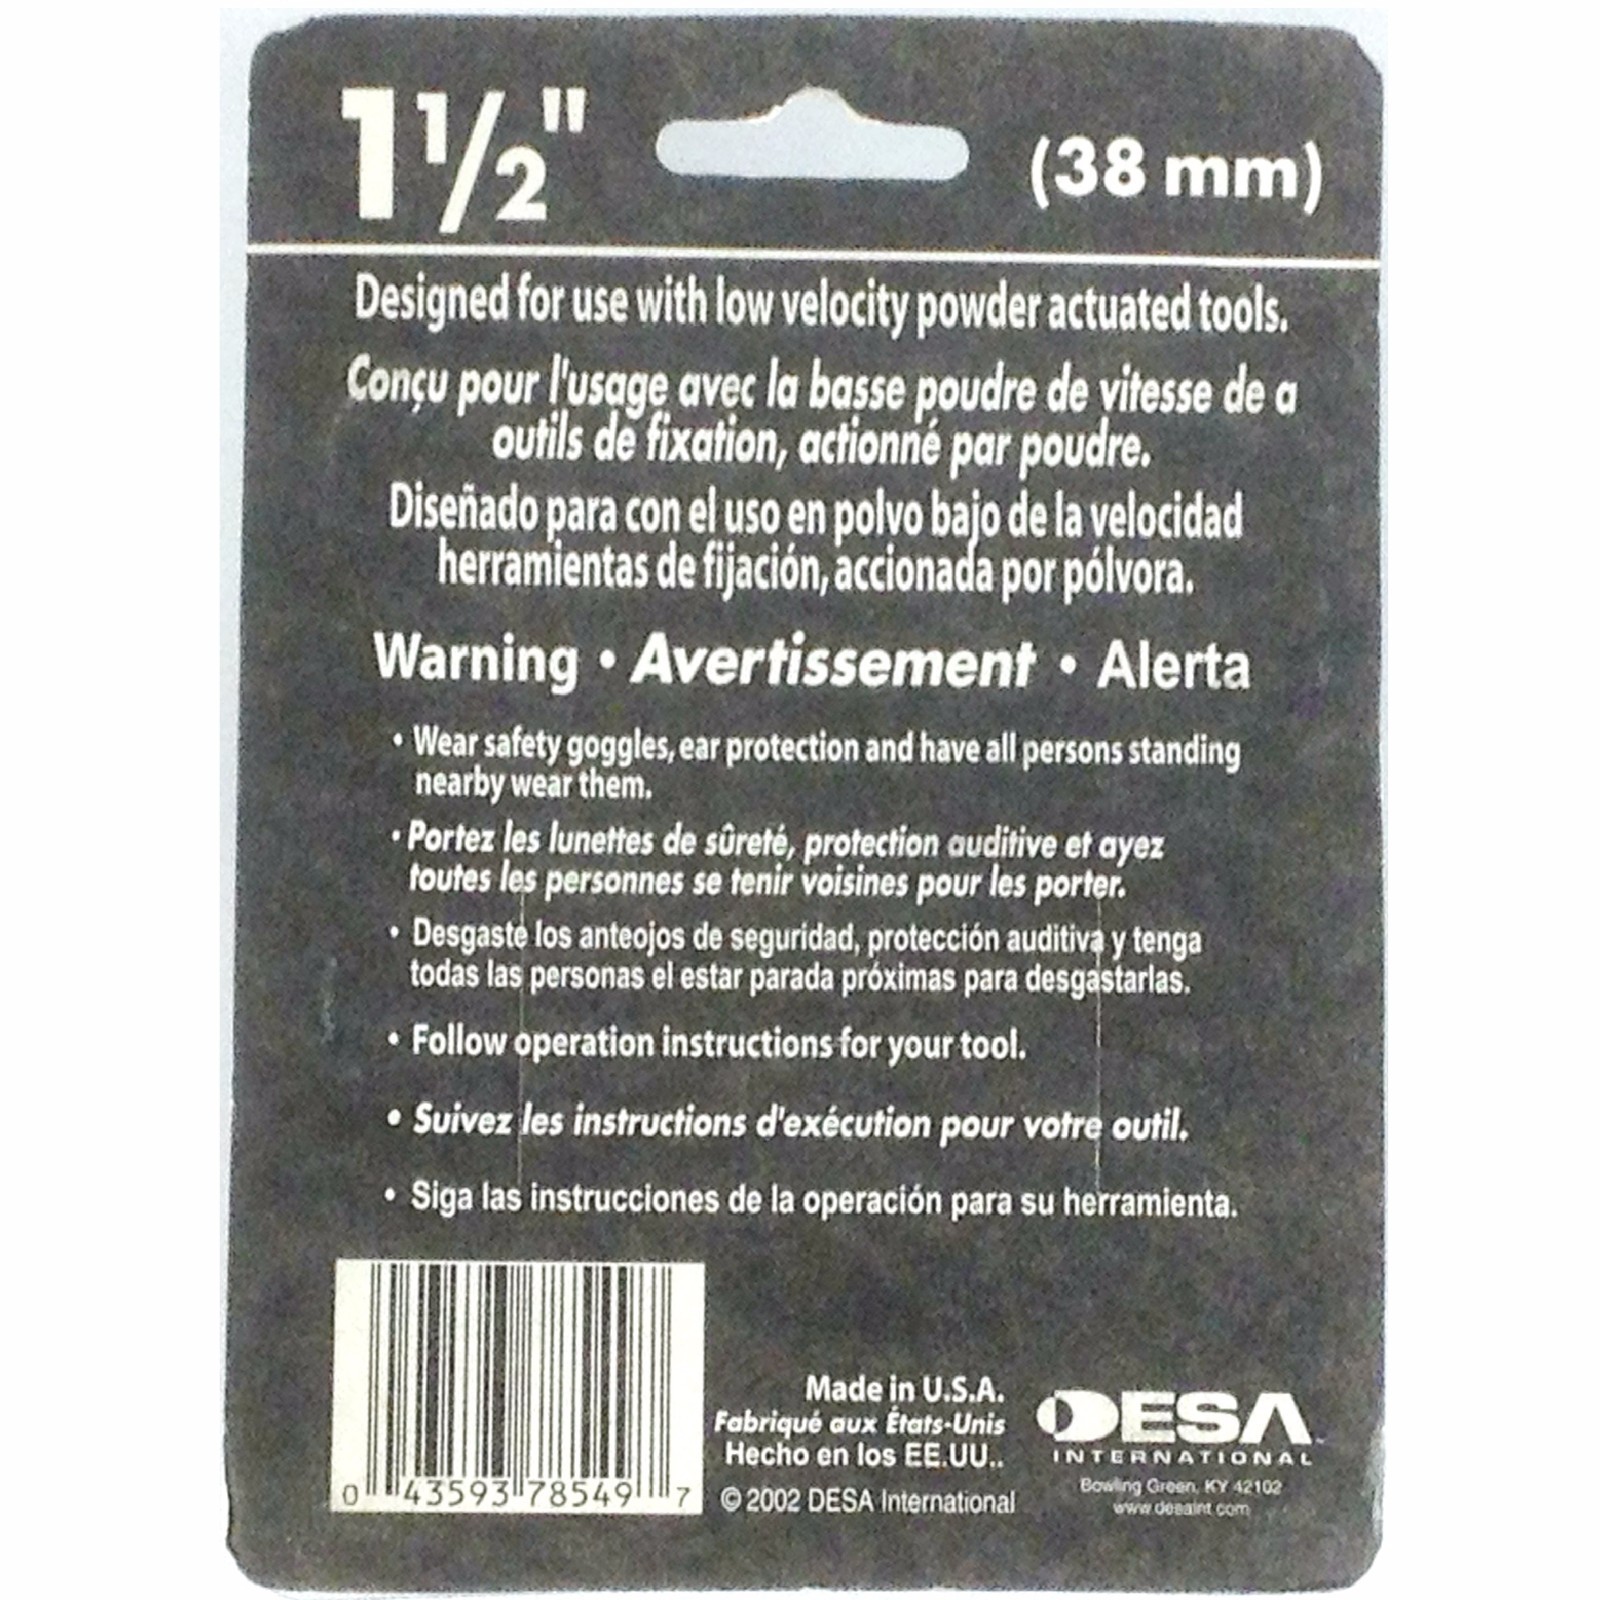 1½"
(38 mm)
Designed for use with low velocity powder actuated tools.
Conçu pour l'usage avec la basse poudre de vitesse de a
outils de fixation, actionné par poudre.
Diseñado para con el uso en polvo bajo de la velocidad
herramientas de fijación, accionada por pólvora.
Warning • Avertissement • Alerta
• Wear safety goggles, ear protection and have all persons standing
nearby wear them.
• Portez les lunettes de sûreté, protection auditive et ayez
toutes les personnes se tenir voisines pour les porter.
• Desgaste los anteojos de seguridad, protección auditiva y tenga
todas las personas el estar parada próximas para desgastarlas.
• Follow operation instructions for your tool.
• Suivez les instructions d'exécution pour votre outil.
• Siga las instrucciones de la operación para su herramienta.
0 43593 78549 7
Made in U.S.A.
Fabriqué aux États-Unis
Hecho en los EE.UU..
© 2002 DESA International
DESA™
INTERNATIONAL
Bowling Green, KY 42102
www.desaint.com